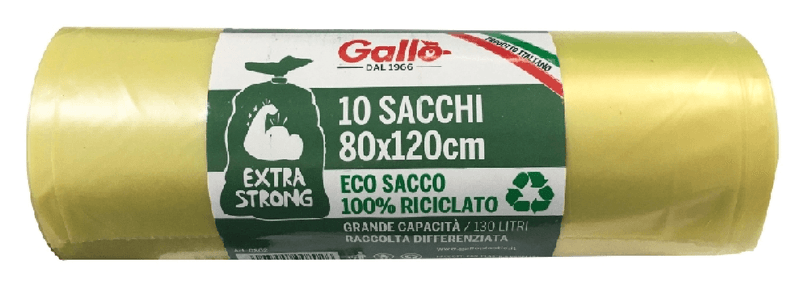 Gallo
DAL 1966
PRODOTTO ITALIANO
10 SACCHI
80x120cm
EXTRA
STRONG
ECO SACCO
100% RICICLATO
GRANDE CAPACITÀ / 130 LITRI
RACCOLTA DIFFERENZIATA